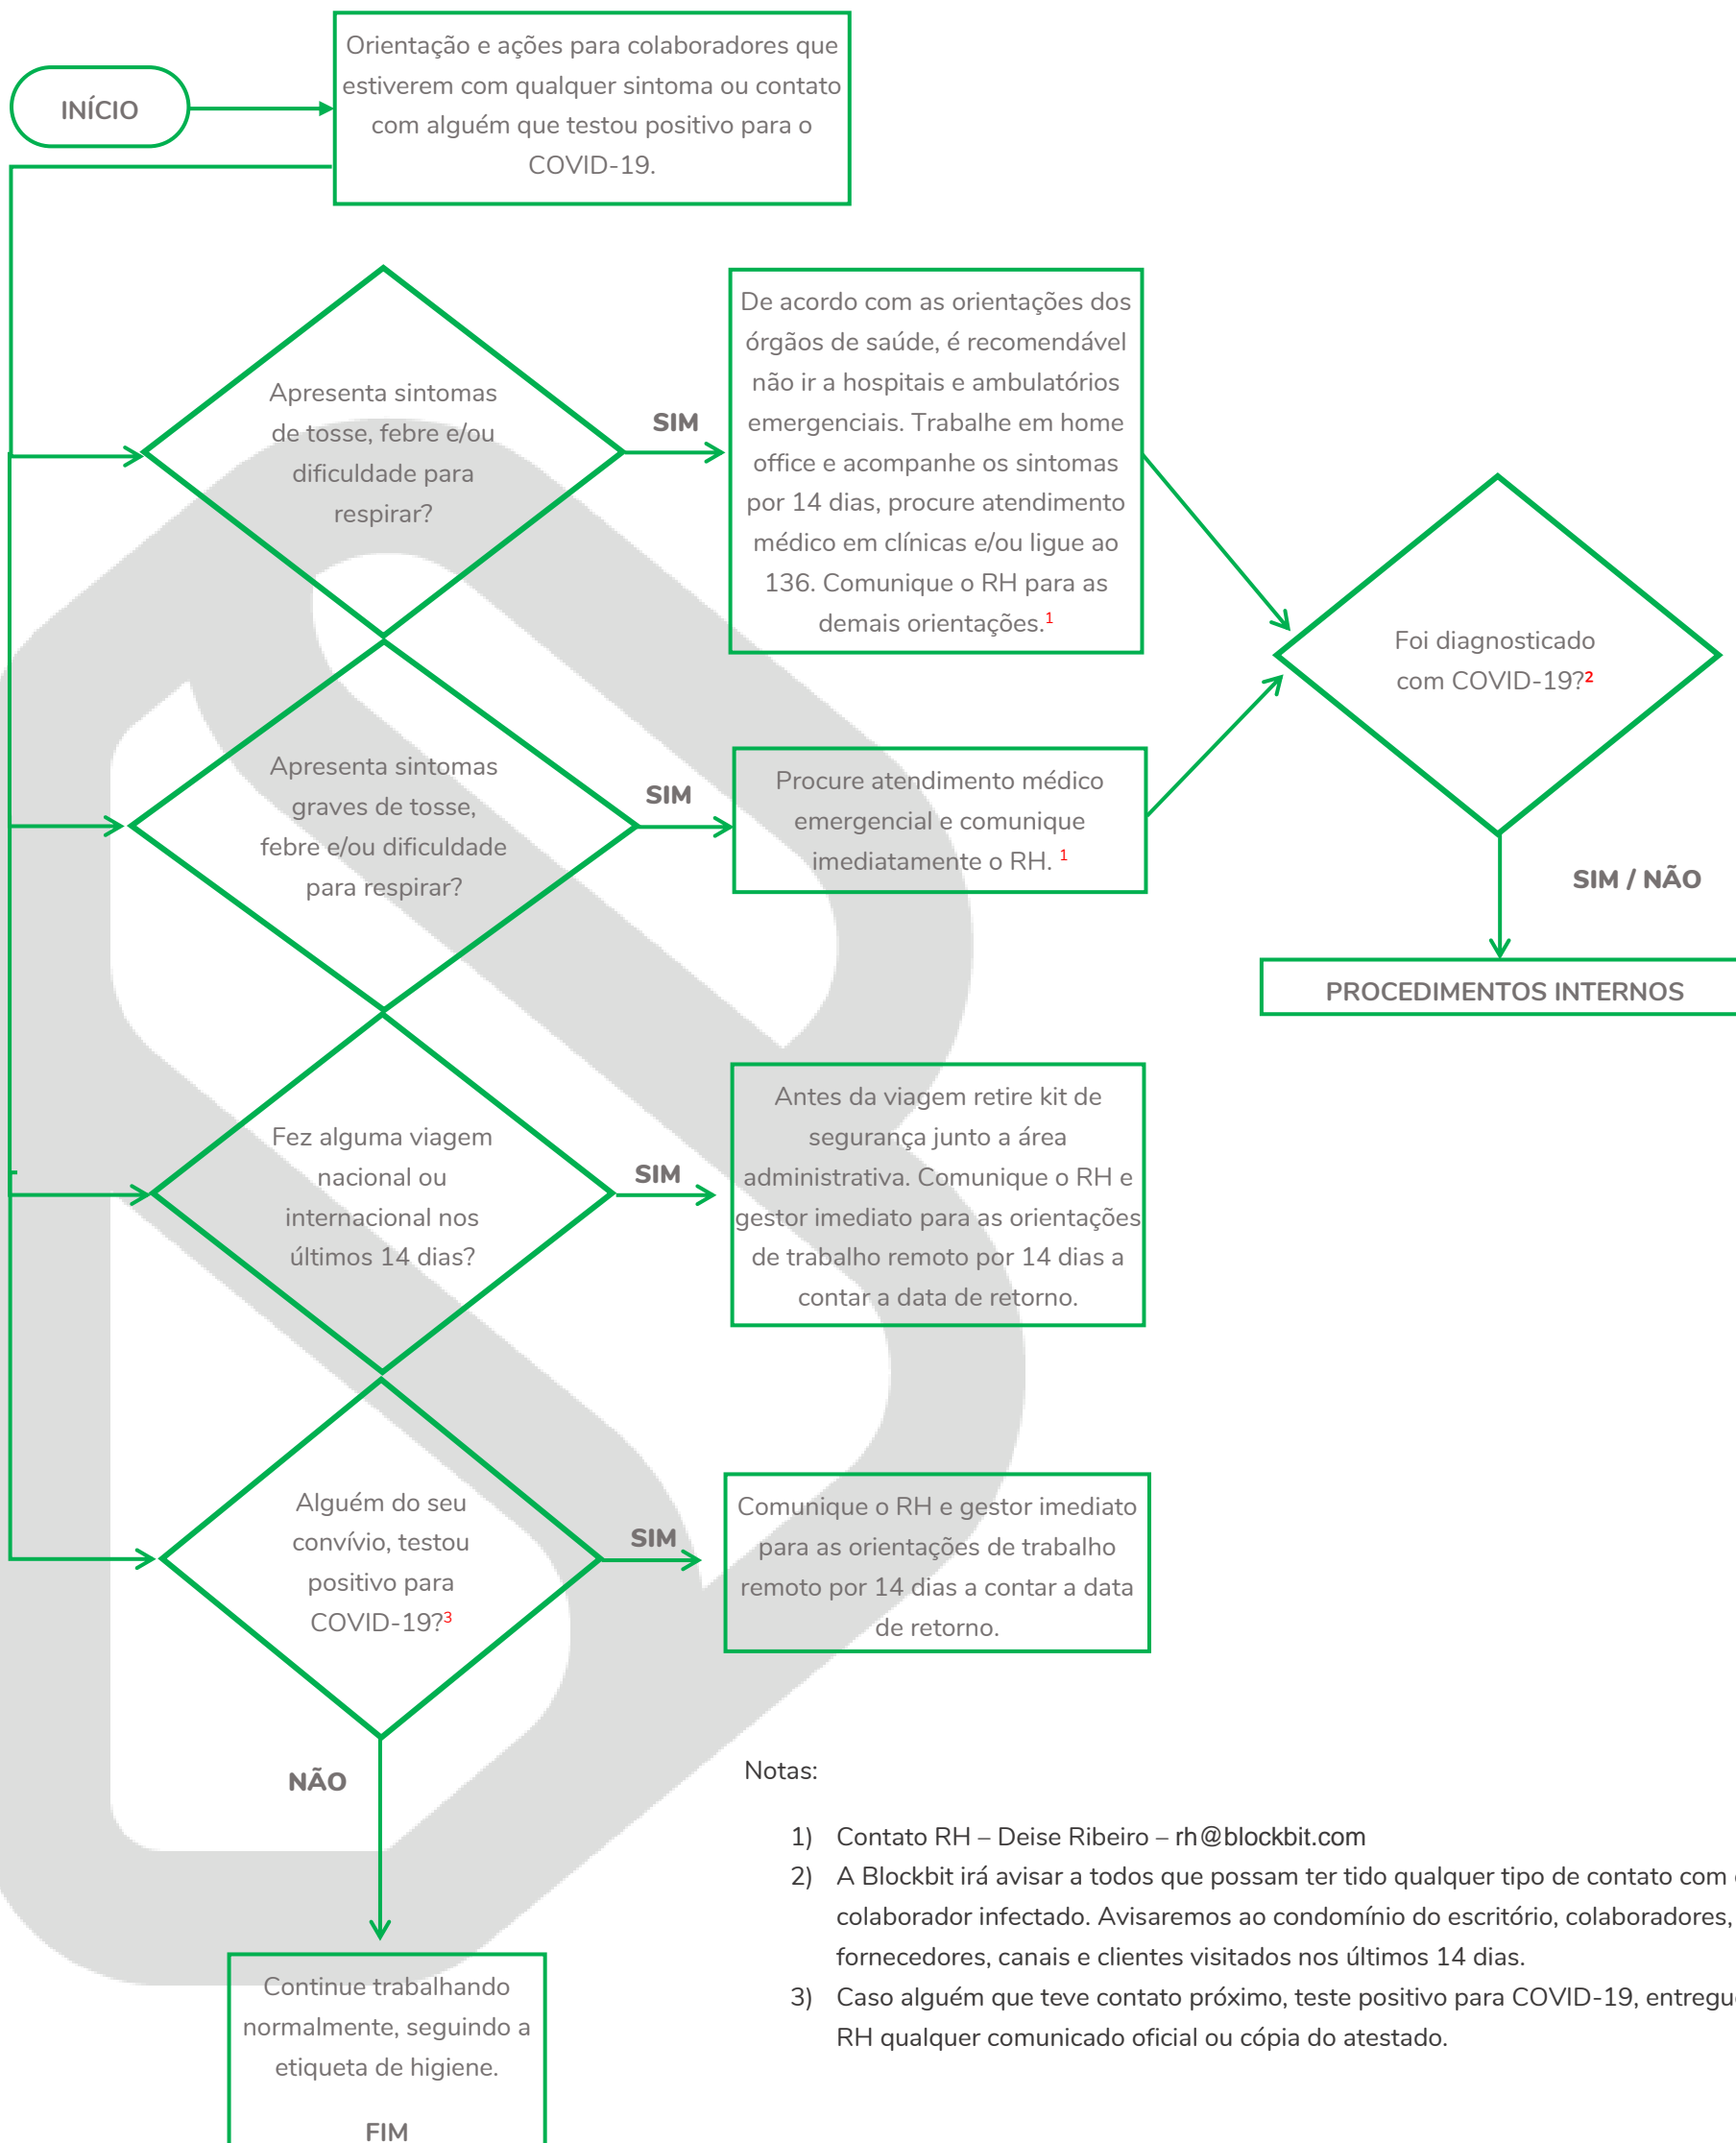 INÍCIO
Orientação e ações para colaboradores que
estiverem com qualquer sintoma ou contato
com alguém que testou positivo para o
COVID-19.
Apresenta sintomas
de tosse, febre e/ou
dificuldade para
respirar?
SIM
De acordo com as orientações dos
órgãos de saúde, é recomendável
não ir a hospitais e ambulatórios
emergenciais. Trabalhe em home
office e acompanhe os sintomas
por 14 dias, procure atendimento
médico em clínicas e/ou ligue ao
136. Comunique o RH para as
demais orientações.1
Foi diagnosticado
com COVID-19?2
SIM / NÃO
PROCEDIMENTOS INTERNOS
Apresenta sintomas
graves de tosse,
febre e/ou dificuldade
para respirar?
SIM
Procure atendimento médico
emergencial e comunique
imediatamente o RH. 1
Fez alguma viagem
nacional ou
internacional nos
últimos 14 dias?
SIM
Antes da viagem retire kit de
segurança junto a área
administrativa. Comunique o RH e
gestor imediato para as orientações
de trabalho remoto por 14 dias a
contar a data de retorno.
Alguém do seu
convívio, testou
positivo para
COVID-19?3
SIM
Comunique o RH e gestor imediato
para as orientações de trabalho
remoto por 14 dias a contar a data
de retorno.
NÃO
Continue trabalhando
normalmente, seguindo a
etiqueta de higiene.
FIM
Notas:
1) Contato RH – Deise Ribeiro – rh@blockbit.com
2) A Blockbit irá avisar a todos que possam ter tido qualquer tipo de contato com
colaborador infectado. Avisaremos ao condomínio do escritório, colaboradores,
fornecedores, canais e clientes visitados nos últimos 14 dias.
3) Caso alguém que teve contato próximo, teste positivo para COVID-19, entregu
RH qualquer comunicado oficial ou cópia do atestado.